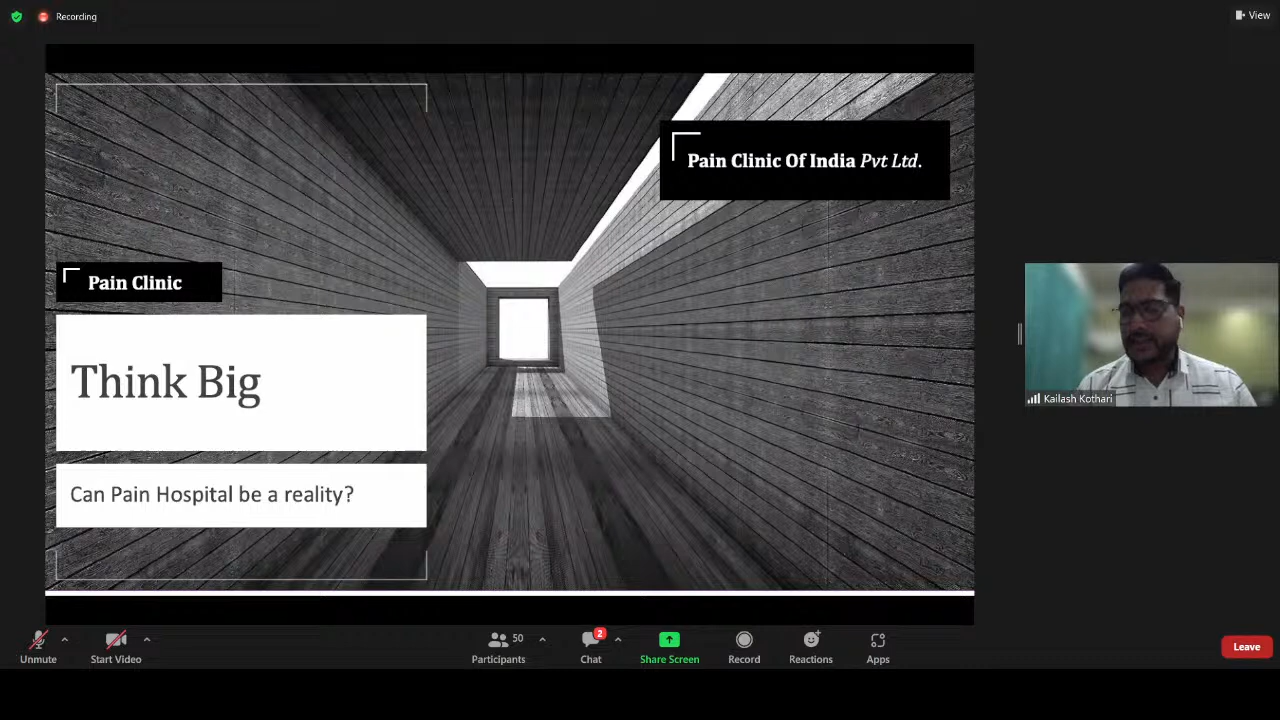 Recording
View
Pain Clinic Of India Pvt Ltd.
Pain Clinic
Think Big
Can Pain Hospital be a reality?
Kailash Kothari
50
2
Unmute
Start Video
Participants
Chat
Share Screen
Record
Reactions
Apps
Leave